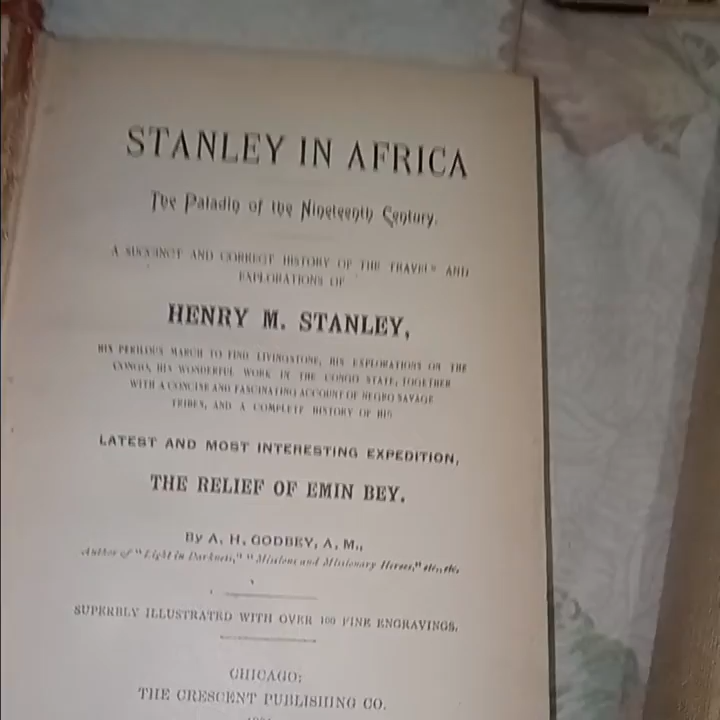 STANLEY IN AFRICA
The Paladin of the Nineteenth Century.
A SUCCINCT AND CORRECT HISTORY OF THE TRAVELS AND
EXPLORATIONS OF
HENRY M. STANLEY,
HIS PERILOUS MARCH TO FIND LIVINGSTONE, HIS EXPLORATIONS ON THE
CONGO, HIS WONDERFUL WORK IN THE CONGO STATE, TOGETHER
WITH A CONCISE AND FASCINATING ACCOUNT OF NEGRO SAVAGE
TRIBES, AND A COMPLETE HISTORY OF HIS
LATEST AND MOST INTERESTING EXPEDITION,
THE RELIEF OF EMIN BEY.
By A. H. GODBEY, A. M.,
Author of "Light in Darkness," "Missions and Missionary Heroes," etc., etc.
SUPERBLY ILLUSTRATED WITH OVER 100 FINE ENGRAVINGS.
CHICAGO:
THE CRESCENT PUBLISHING CO.